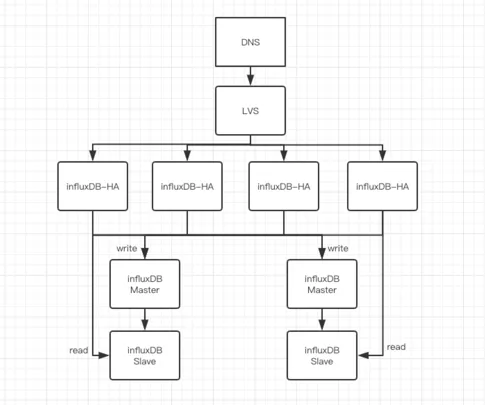 DNS
LVS
influxDB-HA
influxDB-HA
influxDB-HA
influxDB-HA
write
write
influxDB
Master
influxDB
Master
read
read
influxDB
Slave
influxDB
Slave